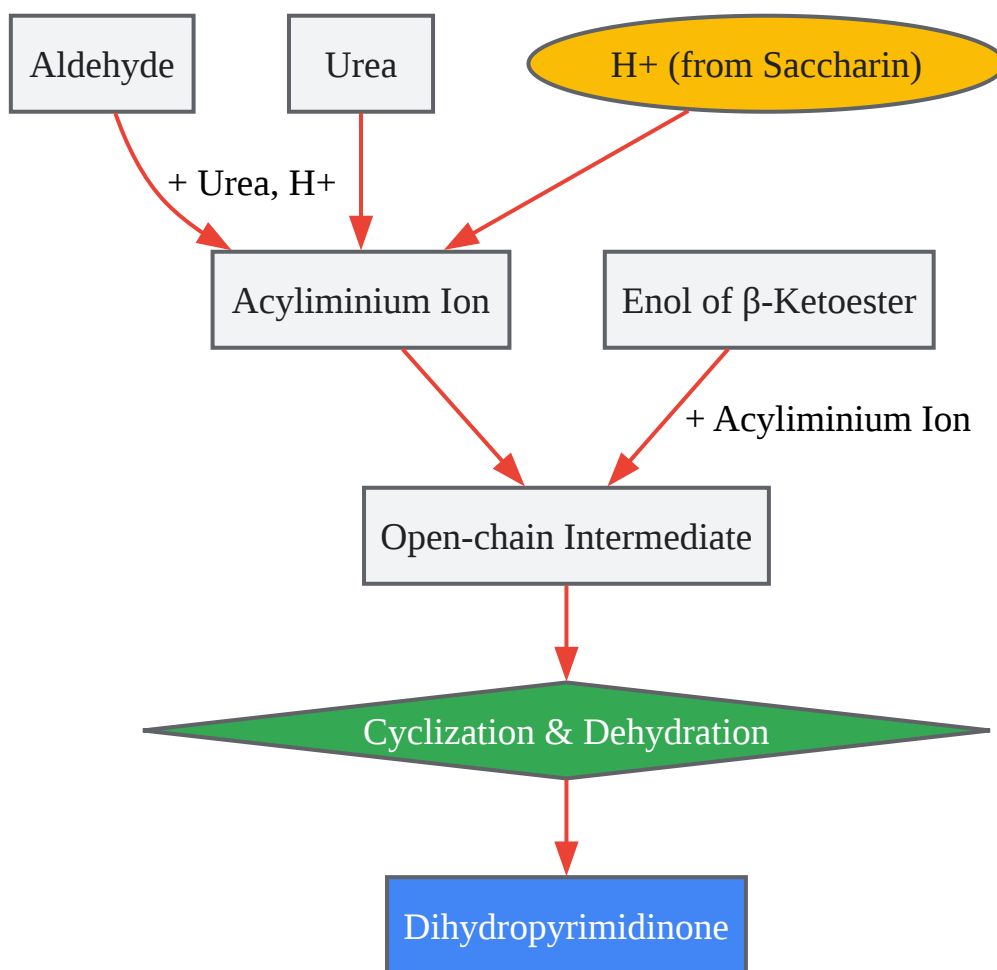 Aldehyde
Urea
H+ (from Saccharin)
+ Urea, H+
Acyliminium Ion
Enol of β-Ketoester
+ Acyliminium Ion
Open-chain Intermediate
Cyclization & Dehydration
Dihydropyrimidinone